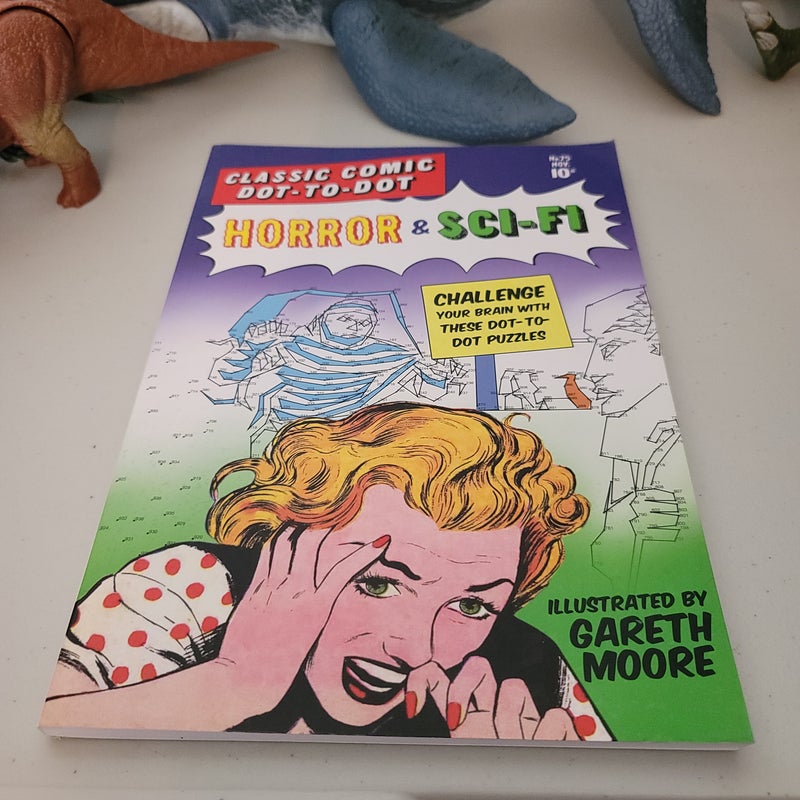 CLASSIC COMIC
DOT-TO-DOT
No.75
NOV.
10¢
HORROR & SCI-FI
CHALLENGE
YOUR BRAIN WITH
THESE DOT-TO-
DOT PUZZLES
ILLUSTRATED BY
GARETH
MOORE